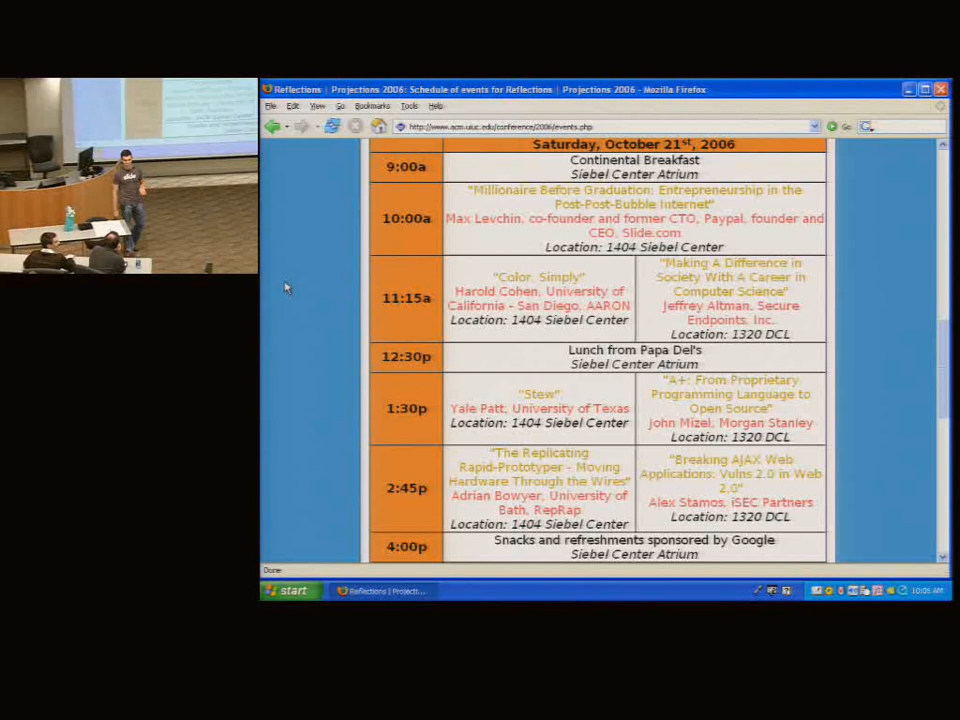 Reflections | Projections 2006: Schedule of events for Reflections | Projections 2006 - Mozilla Firefox
File Edit View Go Bookmarks Tools Help
http://www.acm.uiuc.edu/conference/2006/events.php
Go
Saturday, October 21st, 2006
9:00a
Continental Breakfast
Siebel Center Atrium
10:00a
"Millionaire Before Graduation: Entrepreneurship in the
Post-Post-Bubble Internet"
Max Levchin, co-founder and former CTO, Paypal, founder and
CEO, Slide.com
Location: 1404 Siebel Center
11:15a
"Color, Simply"
Harold Cohen, University of
California - San Diego, AARON
Location: 1404 Siebel Center
"Making A Difference in
Society With A Career in
Computer Science"
Jeffrey Altman, Secure
Endpoints, Inc.
Location: 1320 DCL
12:30p
Lunch from Papa Del's
Siebel Center Atrium
1:30p
"Stew"
Yale Patt, University of Texas
Location: 1404 Siebel Center
"A+: From Proprietary
Programming Language to
Open Source"
John Mizel, Morgan Stanley
Location: 1320 DCL
2:45p
"The Replicating
Rapid-Prototyper - Moving
Hardware Through the Wires"
Adrian Bowyer, University of
Bath, RepRap
Location: 1404 Siebel Center
"Breaking AJAX Web
Applications: Vulns 2.0 in Web
2.0"
Alex Stamos, iSEC Partners
Location: 1320 DCL
4:00p
Snacks and refreshments sponsored by Google
Siebel Center Atrium
Done
start
Reflections | Projecti...
10:05 AM